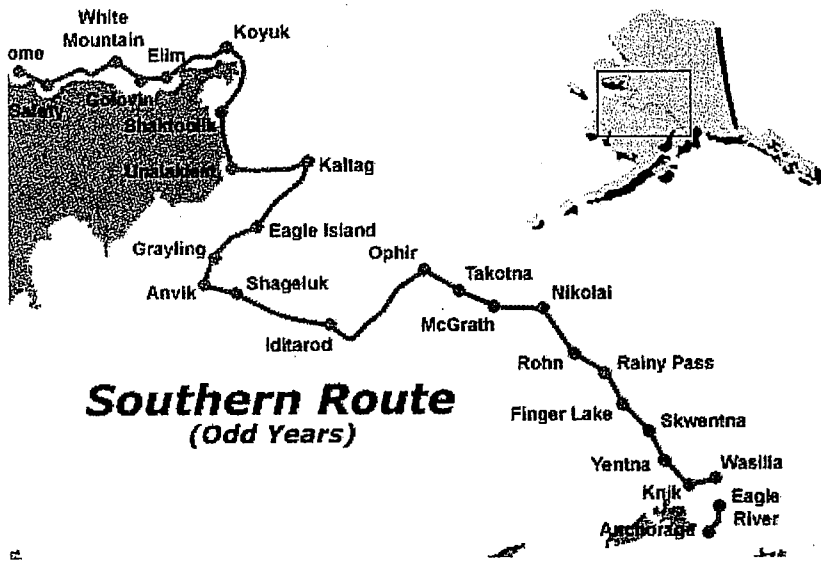 White
Mountain
Elim
Koyuk
ome
Safety
Golovin
Shaktoolik
Unalakleet
Kaltag
Eagle Island
Grayling
Ophir
Takotna
Anvik
Shageluk
Nikolai
McGrath
Iditarod
Rohn
Rainy Pass
Southern Route
(Odd Years)
Finger Lake
Skwentna
Yentna
Wasilla
Knik
Eagle
River
Anchorage